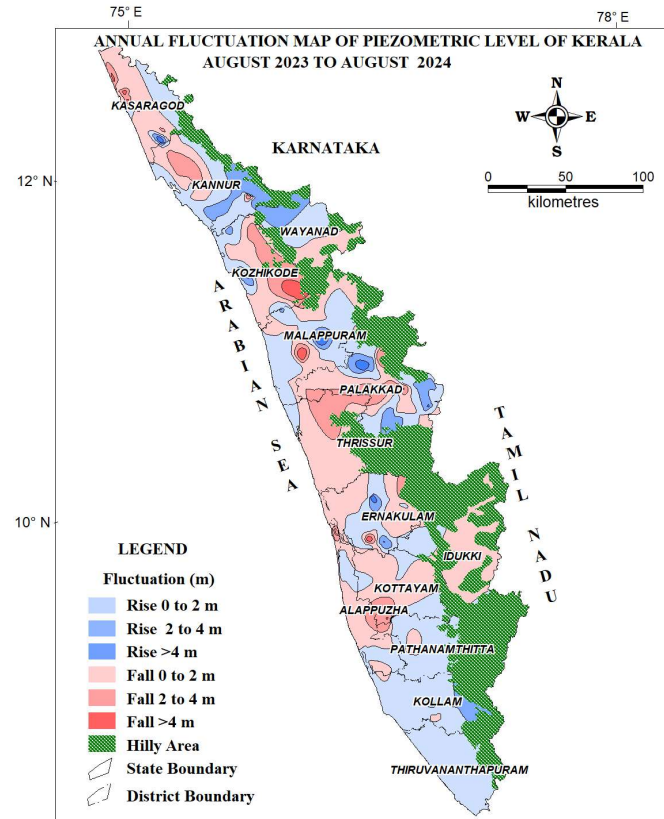 75° E
78° E
ANNUAL FLUCTUATION MAP OF PIEZOMETRIC LEVEL OF KERALA
AUGUST 2023 TO AUGUST 2024
N
W
E
S
KASARAGOD
KARNATAKA
12° N
KANNUR
0 50 100
kilometres
WAYANAD
KOZHIKODE
ARABIAN SEA
MALAPPURAM
PALAKKAD
TAMIL NADU
THRISSUR
10° N
ERNAKULAM
IDUKKI
KOTTAYAM
ALAPPUZHA
PATHANAMTHITTA
KOLLAM
THIRUVANANTHAPURAM
LEGEND
Fluctuation (m)
Rise 0 to 2 m
Rise 2 to 4 m
Rise >4 m
Fall 0 to 2 m
Fall 2 to 4 m
Fall >4 m
Hilly Area
State Boundary
District Boundary